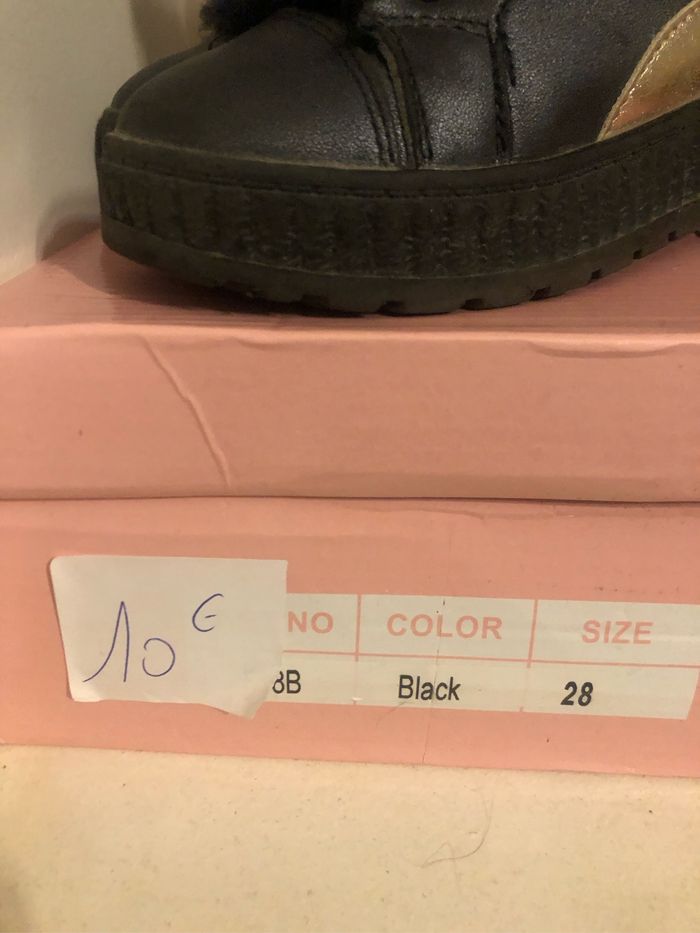 10 €
NO COLOR SIZE
8B Black 28